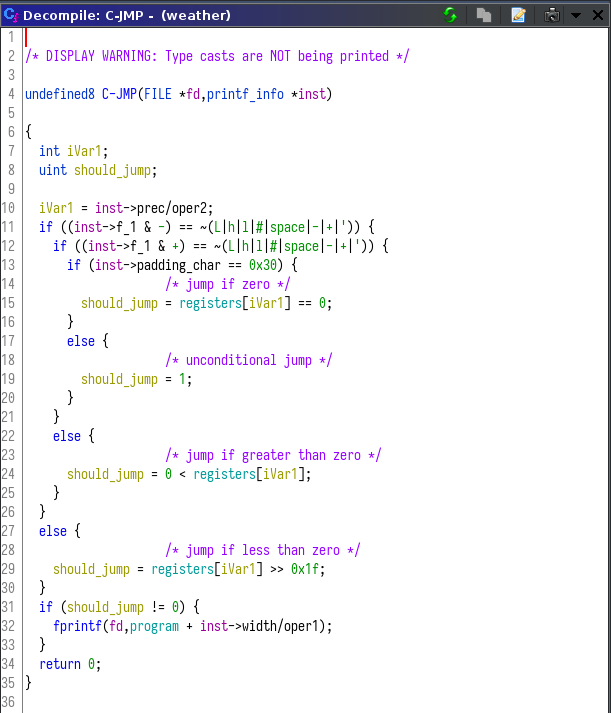 Decompile: C-JMP - (weather)
1
2 /* DISPLAY WARNING: Type casts are NOT being printed */
3
4 undefined8 C-JMP(FILE *fd,printf_info *inst)
5
6 {
7 int iVar1;
8 uint should_jump;
9
10 iVar1 = inst->prec/oper2;
11 if ((inst->f_1 & -) == ~(L|h|l|#|space|-|+|')) {
12 if ((inst->f_1 & +) == ~(L|h|l|#|space|-|+|')) {
13 if (inst->padding_char == 0x30) {
14 /* jump if zero */
15 should_jump = registers[iVar1] == 0;
16 }
17 else {
18 /* unconditional jump */
19 should_jump = 1;
20 }
21 }
22 else {
23 /* jump if greater than zero */
24 should_jump = 0 < registers[iVar1];
25 }
26 }
27 else {
28 /* jump if less than zero */
29 should_jump = registers[iVar1] >> 0x1f;
30 }
31 if (should_jump != 0) {
32 fprintf(fd,program + inst->width/oper1);
33 }
34 return 0;
35 }
36